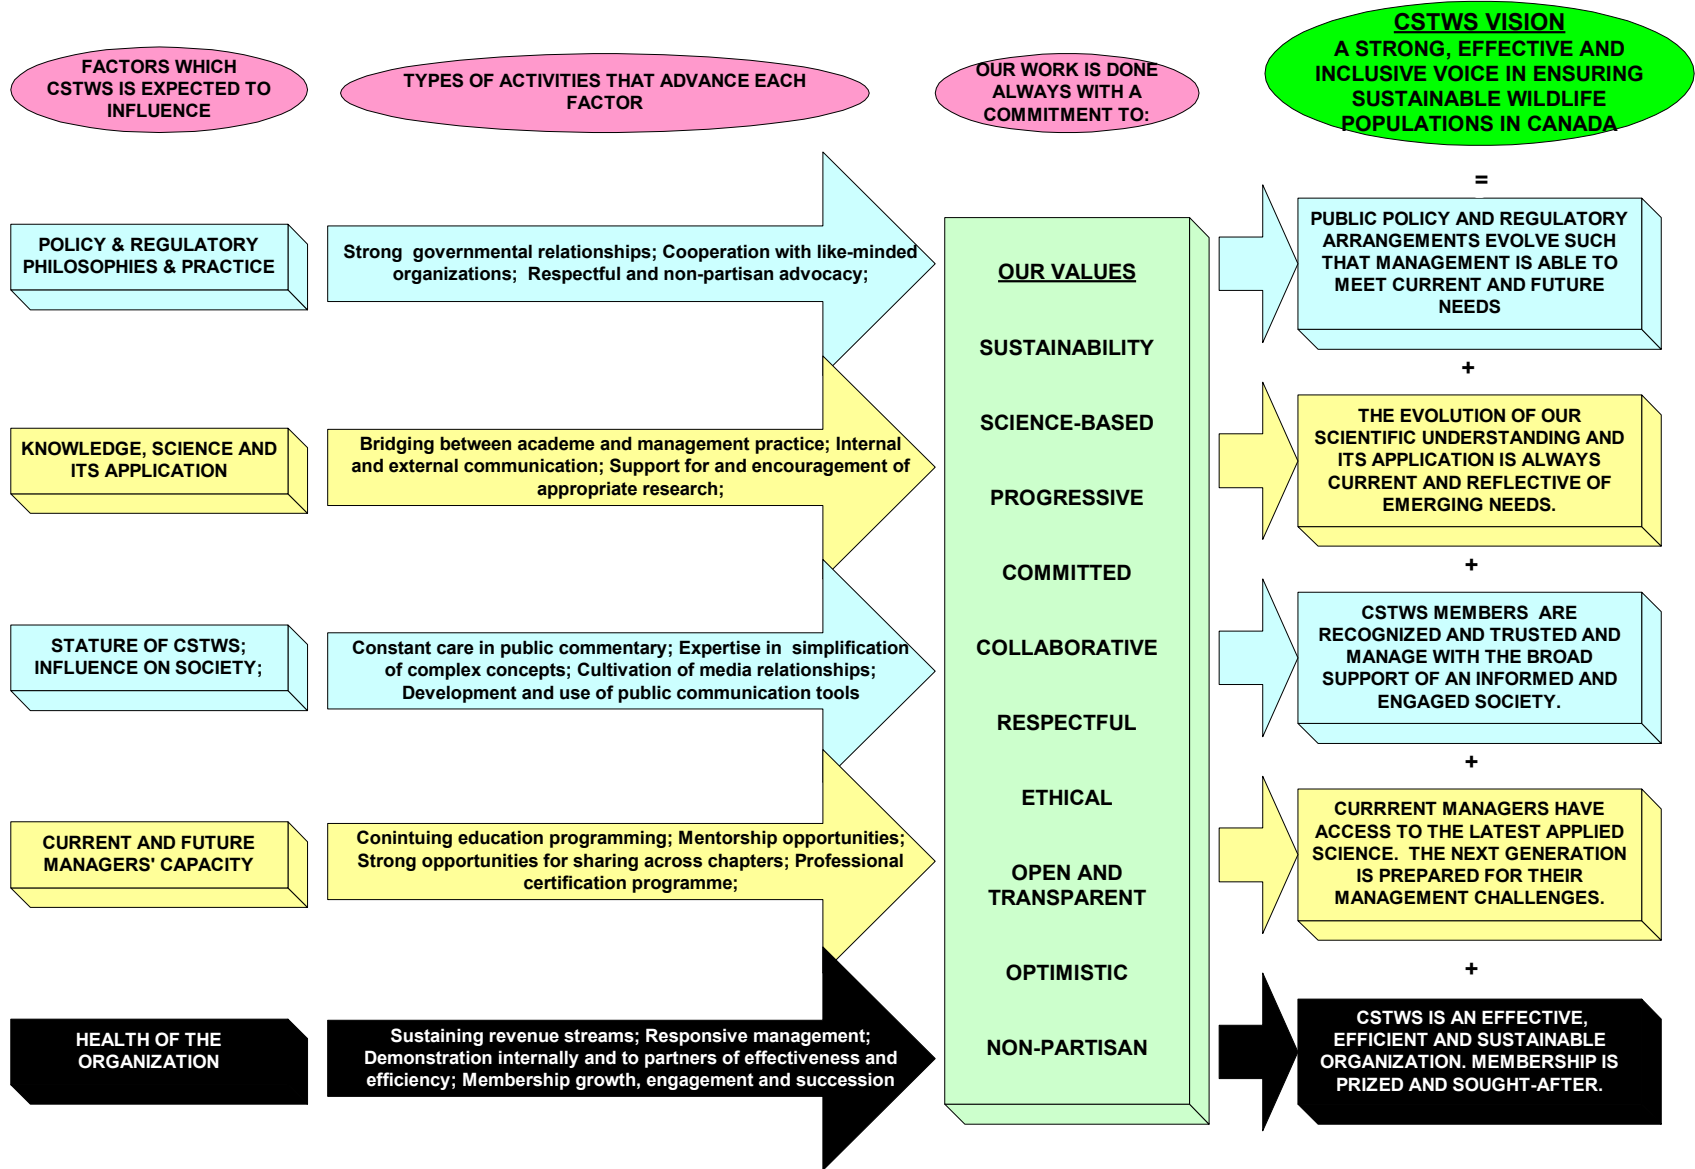 FACTORS WHICH
CSTWS IS EXPECTED TO
INFLUENCE
TYPES OF ACTIVITIES THAT ADVANCE EACH
FACTOR
OUR WORK IS DONE
ALWAYS WITH A
COMMITMENT TO:
CSTWS VISION
A STRONG, EFFECTIVE AND
INCLUSIVE VOICE IN ENSURING
SUSTAINABLE WILDLIFE
POPULATIONS IN CANADA
=
POLICY & REGULATORY
PHILOSOPHIES & PRACTICE
Strong governmental relationships; Cooperation with like-minded
organizations; Respectful and non-partisan advocacy;
PUBLIC POLICY AND REGULATORY
ARRANGEMENTS EVOLVE SUCH
THAT MANAGEMENT IS ABLE TO
MEET CURRENT AND FUTURE
NEEDS
+
KNOWLEDGE, SCIENCE AND
ITS APPLICATION
Bridging between academe and management practice; Internal
and external communication; Support for and encouragement of
appropriate research;
THE EVOLUTION OF OUR
SCIENTIFIC UNDERSTANDING AND
ITS APPLICATION IS ALWAYS
CURRENT AND REFLECTIVE OF
EMERGING NEEDS.
+
STATURE OF CSTWS;
INFLUENCE ON SOCIETY;
Constant care in public commentary; Expertise in simplification
of complex concepts; Cultivation of media relationships;
Development and use of public communication tools
CSTWS MEMBERS ARE
RECOGNIZED AND TRUSTED AND
MANAGE WITH THE BROAD
SUPPORT OF AN INFORMED AND
ENGAGED SOCIETY.
+
CURRENT AND FUTURE
MANAGERS' CAPACITY
Conintuing education programming; Mentorship opportunities;
Strong opportunities for sharing across chapters; Professional
certification programme;
CURRRENT MANAGERS HAVE
ACCESS TO THE LATEST APPLIED
SCIENCE. THE NEXT GENERATION
IS PREPARED FOR THEIR
MANAGEMENT CHALLENGES.
+
HEALTH OF THE
ORGANIZATION
Sustaining revenue streams; Responsive management;
Demonstration internally and to partners of effectiveness and
efficiency; Membership growth, engagement and succession
CSTWS IS AN EFFECTIVE,
EFFICIENT AND SUSTAINABLE
ORGANIZATION. MEMBERSHIP IS
PRIZED AND SOUGHT-AFTER.
OUR VALUES
SUSTAINABILITY
SCIENCE-BASED
PROGRESSIVE
COMMITTED
COLLABORATIVE
RESPECTFUL
ETHICAL
OPEN AND
TRANSPARENT
OPTIMISTIC
NON-PARTISAN